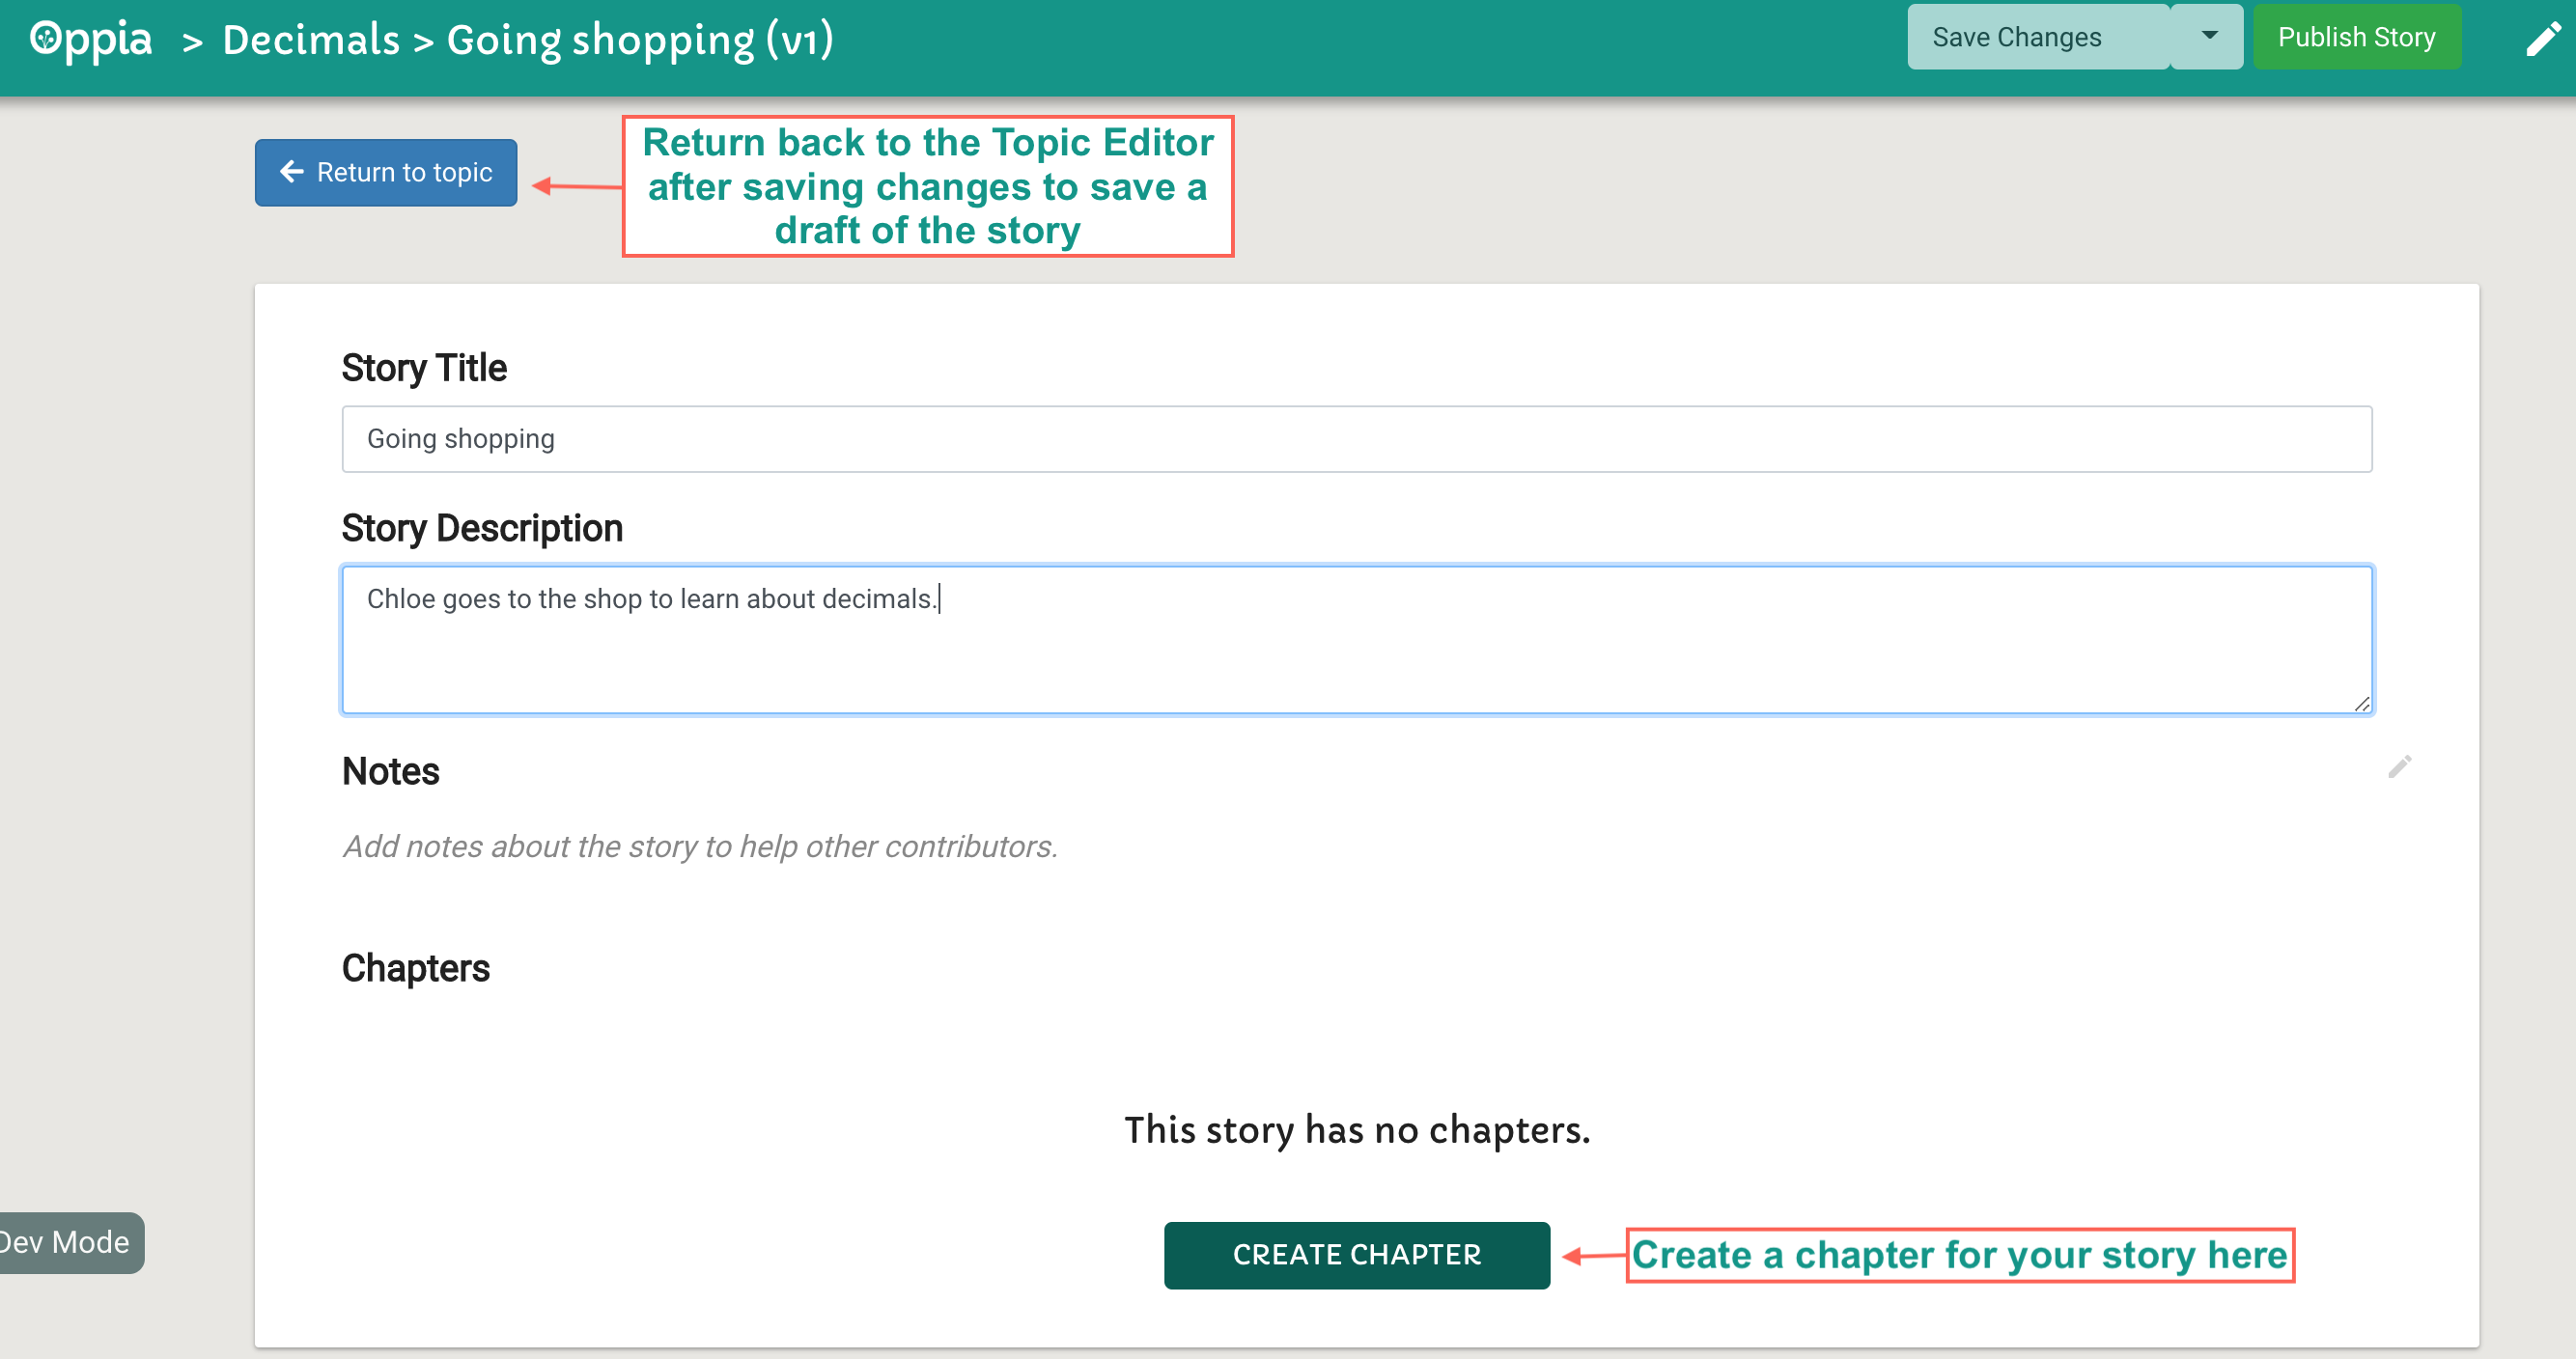 Oppia > Decimals > Going shopping (v1)
Save Changes
Publish Story
Return to topic
Return back to the Topic Editor
after saving changes to save a
draft of the story
Story Title
Going shopping
Story Description
Chloe goes to the shop to learn about decimals.
Notes
Add notes about the story to help other contributors.
Chapters
This story has no chapters.
Dev Mode
CREATE CHAPTER
Create a chapter for your story here